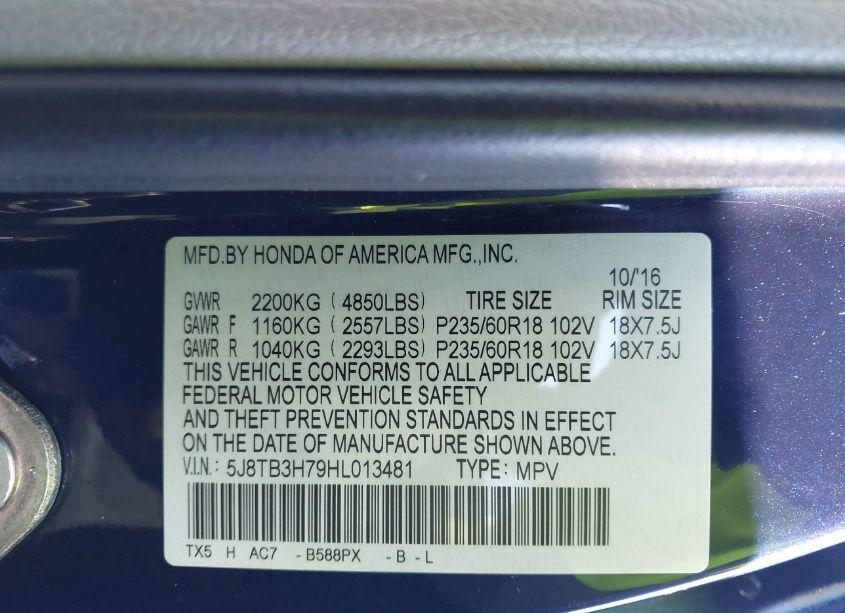 MFD.BY HONDA OF AMERICA MFG.,INC.
10/'16
GVWR 2200KG ( 4850LBS) TIRE SIZE RIM SIZE
GAWR F 1160KG ( 2557LBS) P235/60R18 102V 18X7.5J
GAWR R 1040KG ( 2293LBS) P235/60R18 102V 18X7.5J
THIS VEHICLE CONFORMS TO ALL APPLICABLE
FEDERAL MOTOR VEHICLE SAFETY
AND THEFT PREVENTION STANDARDS IN EFFECT
ON THE DATE OF MANUFACTURE SHOWN ABOVE.
V.I.N.: 5J8TB3H79HL013481 TYPE: MPV
TX5 H AC7 -B588PX -B -L